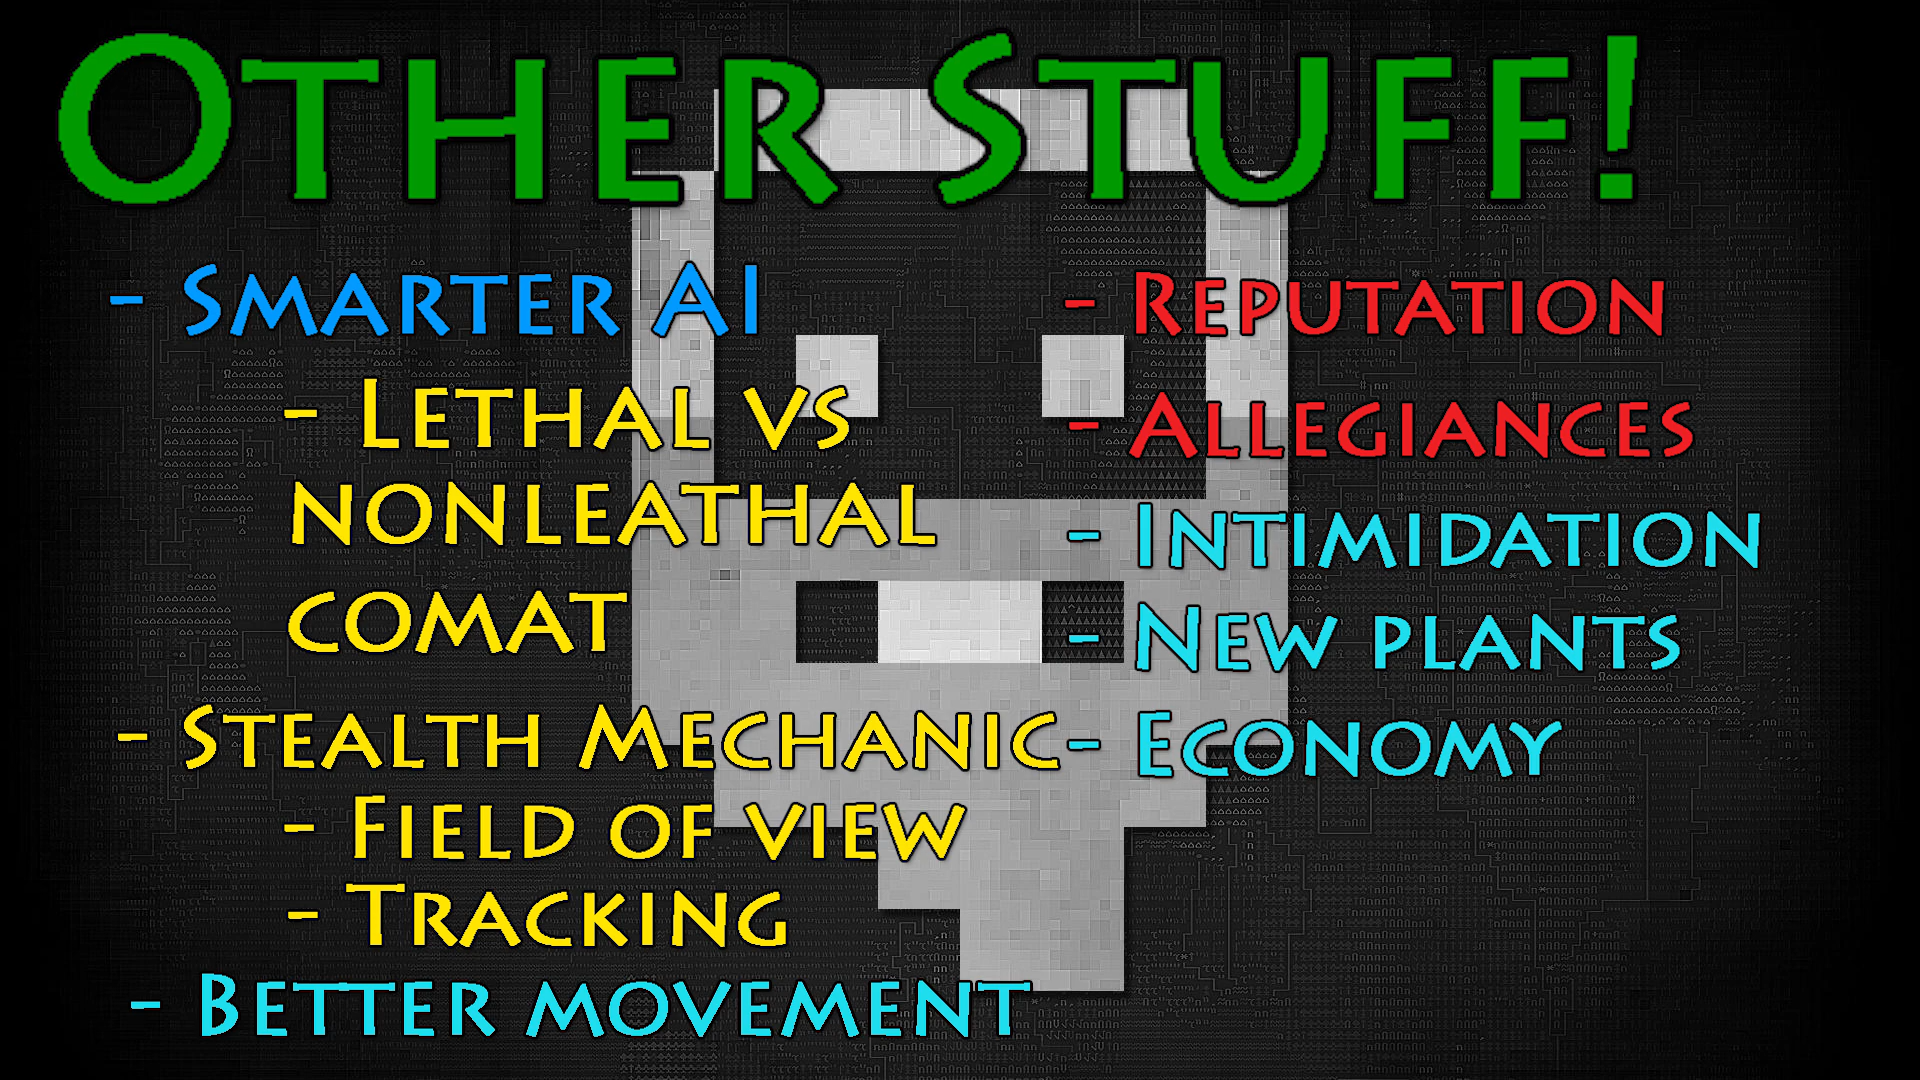 Other Stuff!
- Smarter AI
- Lethal vs
nonleathal
comat
- Stealth Mechanic
- Field of view
- Tracking
- Better movement
- Reputation
- Allegiances
- Intimidation
- New plants
- Economy